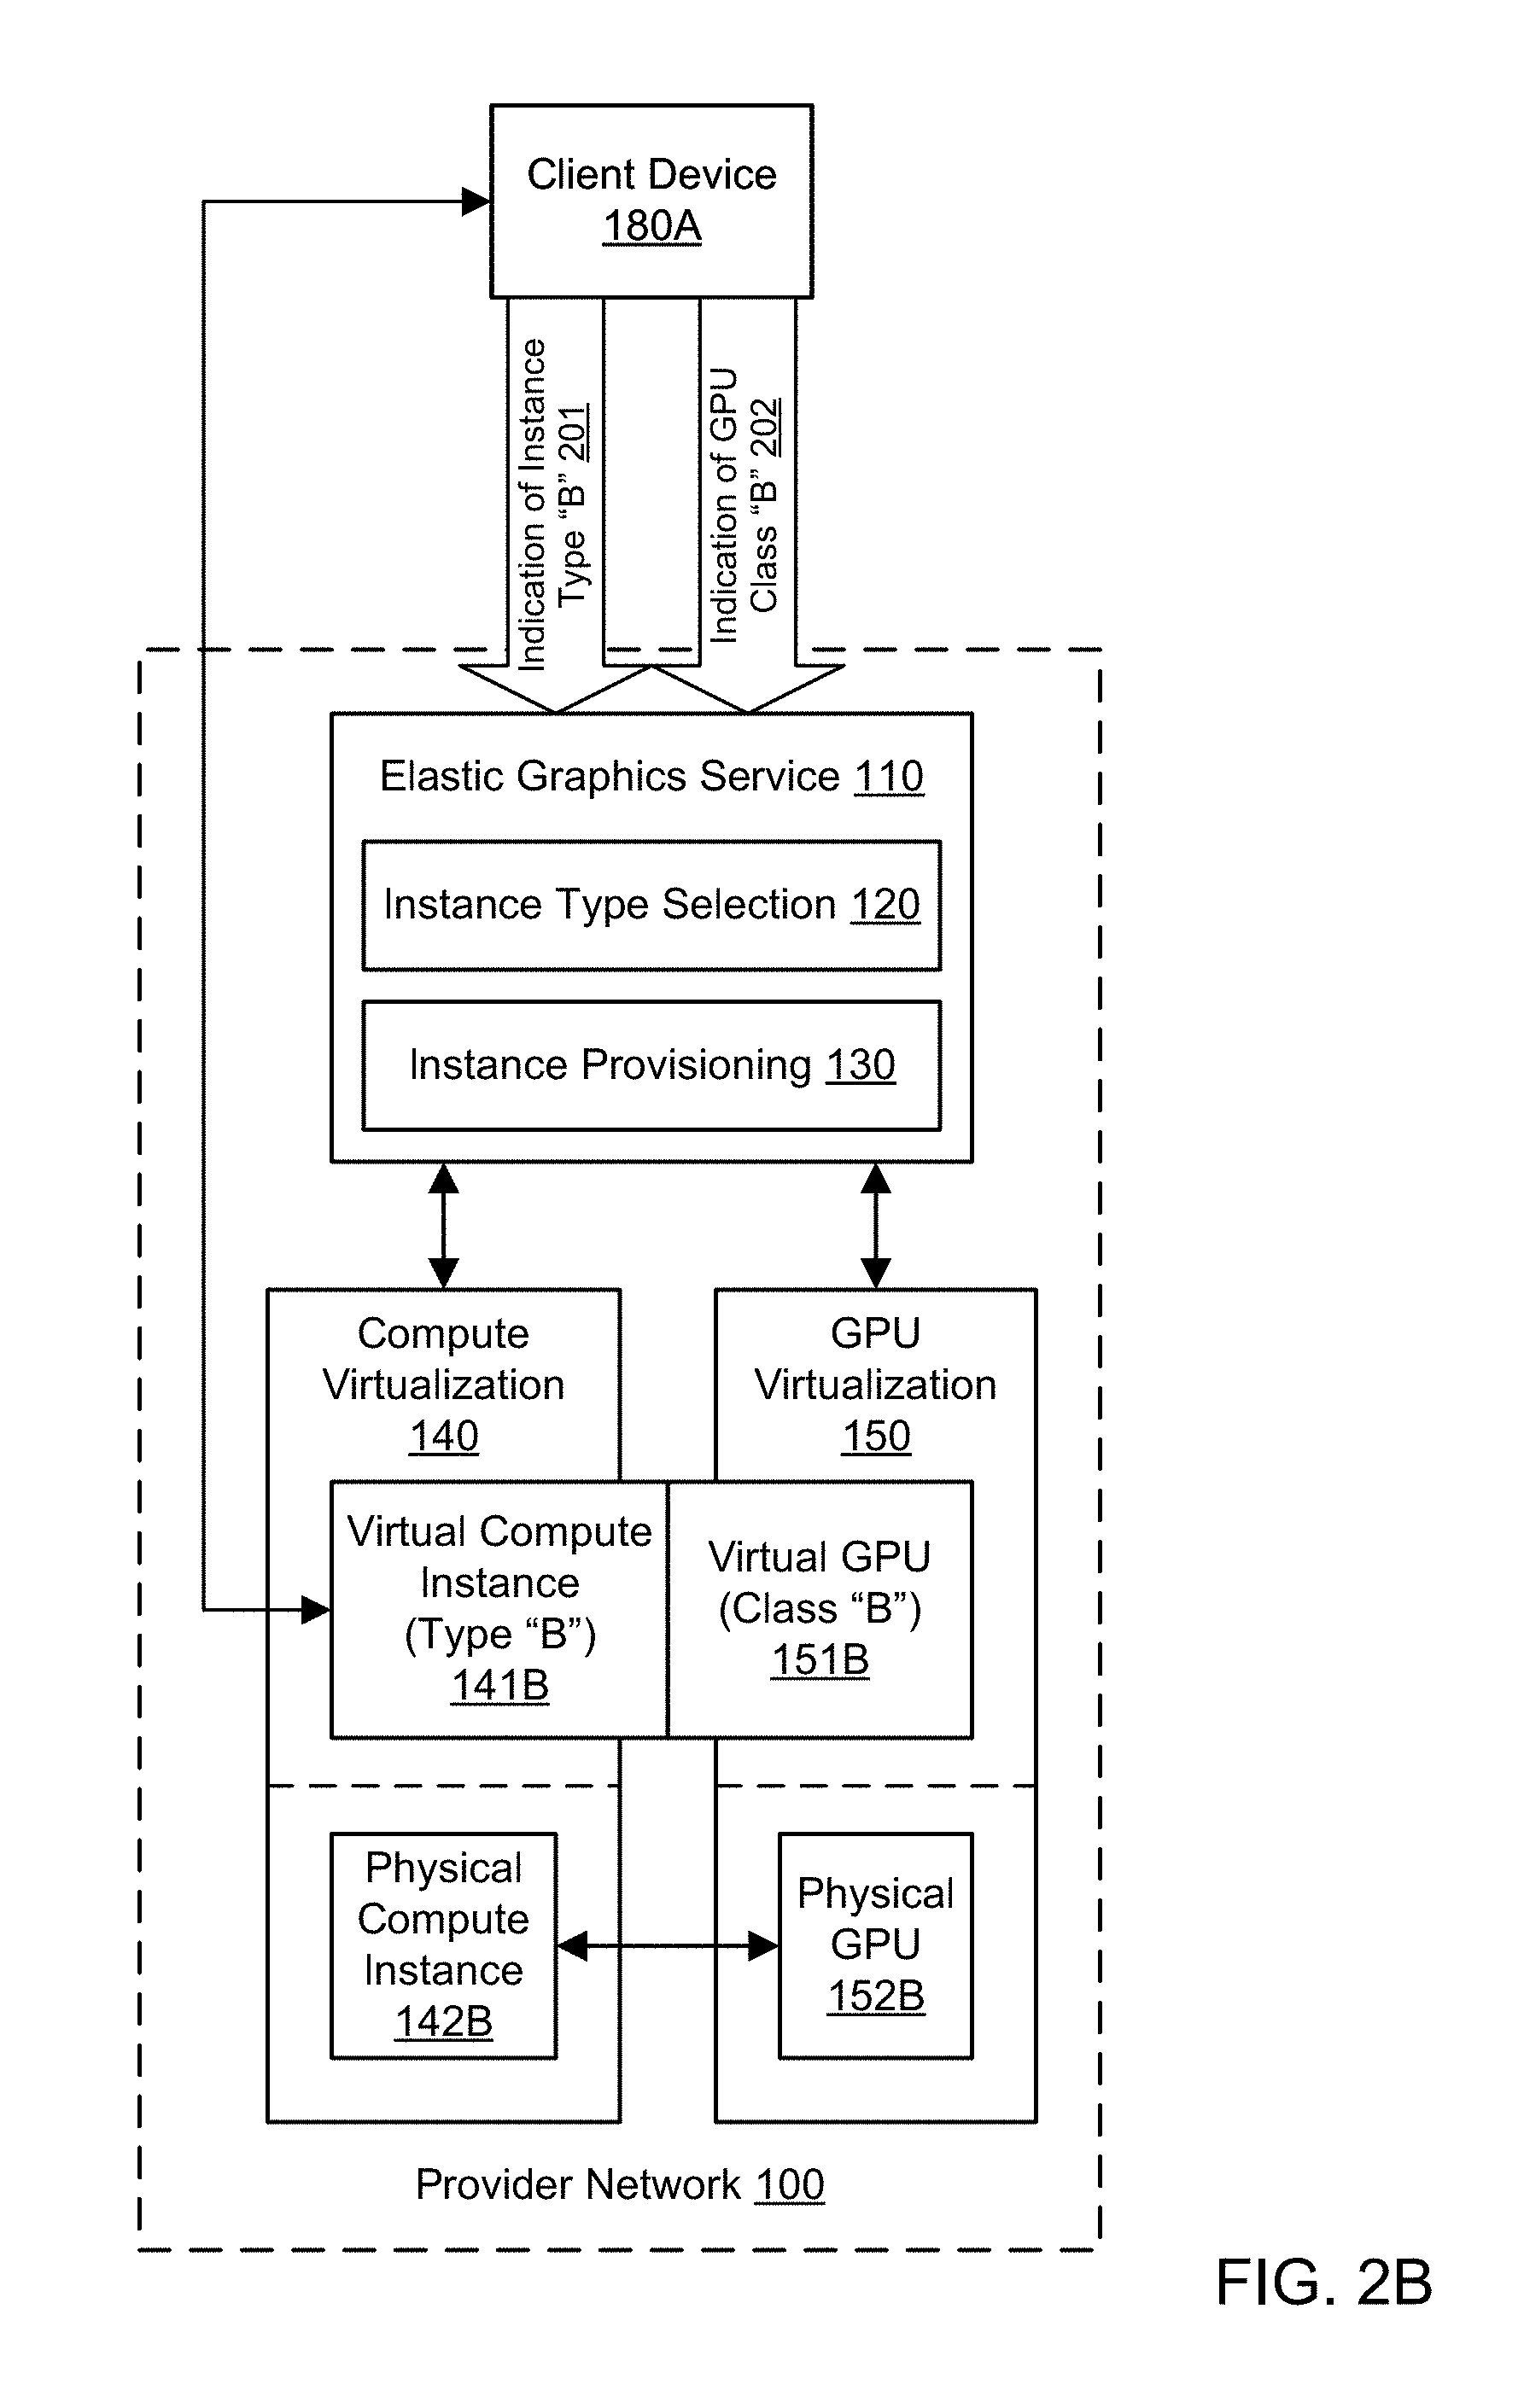 Client Device
180A
Indication of Instance
Type “B” 201
Indication of GPU
Class “B” 202
Elastic Graphics Service 110
Instance Type Selection 120
Instance Provisioning 130
Compute
Virtualization
140
GPU
Virtualization
150
Virtual Compute
Instance
(Type “B”)
141B
Virtual GPU
(Class “B”)
151B
Physical
Compute
Instance
142B
Physical
GPU
152B
Provider Network 100
FIG. 2B